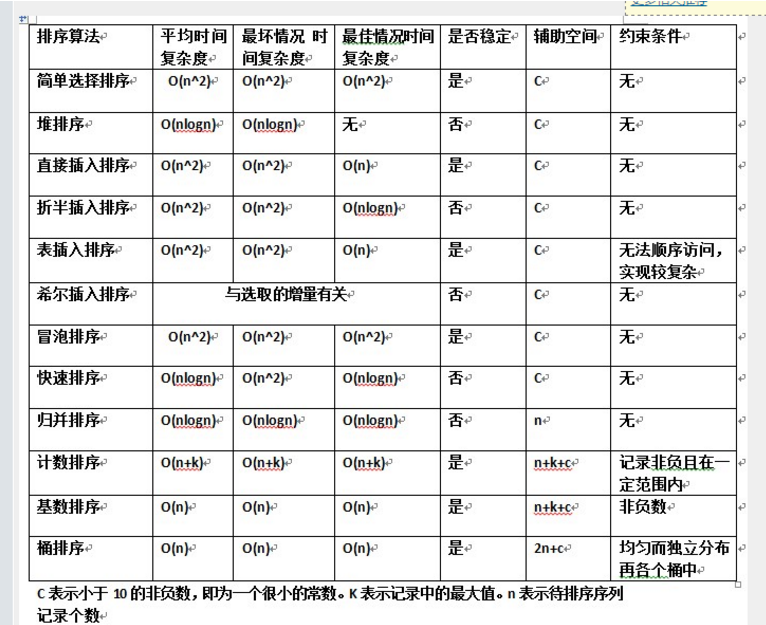 排序算法 平均时间复杂度 最坏情况 时间复杂度 最佳情况时间复杂度 是否稳定 辅助空间 约束条件
简单选择排序 O(n^2) O(n^2) O(n^2) 是 C 无
堆排序 O(nlogn) O(nlogn) 无 否 C 无
直接插入排序 O(n^2) O(n^2) O(n) 是 C 无
折半插入排序 O(n^2) O(n^2) O(nlogn) 否 C 无
表插入排序 O(n^2) O(n^2) O(n) 是 C 无法顺序访问，实现较复杂
希尔插入排序 与选取的增量有关 否 C 无
冒泡排序 O(n^2) O(n^2) O(n^2) 是 C 无
快速排序 O(nlogn) O(n^2) O(nlogn) 否 C 无
归并排序 O(nlogn) O(nlogn) O(nlogn) 否 n 无
计数排序 O(n+k) O(n+k) O(n+k) 是 n+k+c 记录非负且在一定范围内
基数排序 O(n) O(n) O(n) 是 n+k+c 非负数
桶排序 O(n) O(n) O(n) 是 2n+c 均匀而独立分布再各个桶中
C 表示小于 10 的非负数，即为一个很小的常数。K 表示记录中的最大值。n 表示待排序序列
记录个数